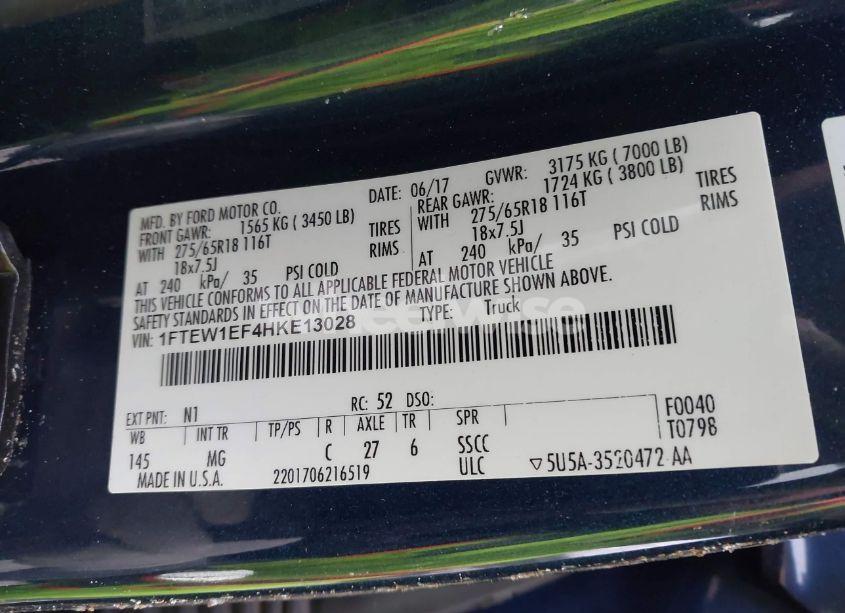 MFD. BY FORD MOTOR CO. DATE: 06/17 GVWR: 3175 KG ( 7000 LB)
FRONT GAWR: 1565 KG ( 3450 LB) REAR GAWR: 1724 KG ( 3800 LB)
WITH 275/65R18 116T TIRES WITH 275/65R18 116T TIRES
18x7.5J RIMS 18x7.5J RIMS
AT 240 kPa/ 35 PSI COLD AT 240 kPa/ 35 PSI COLD
THIS VEHICLE CONFORMS TO ALL APPLICABLE FEDERAL MOTOR VEHICLE
SAFETY STANDARDS IN EFFECT ON THE DATE OF MANUFACTURE SHOWN ABOVE.
VIN: 1FTEW1EF4HKE13028 TYPE: Truck
EXT PNT: N1 RC: 52 DSO:
WB INT TR TP/PS R AXLE TR SPR F0040
145 MG C 27 6 SSCC T0798
MADE IN U.S.A. 2201706216519 ULC ▽5U5A-3520472-AA